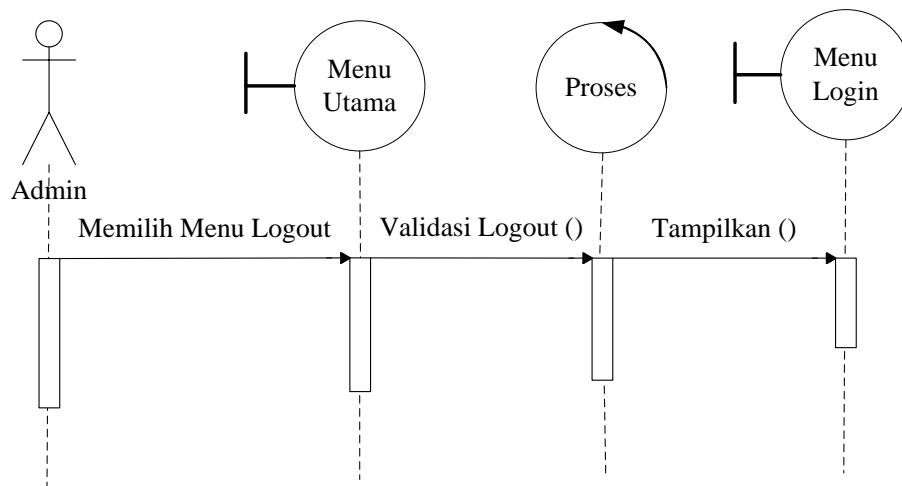 Menu
Utama
Proses
Menu
Login
Admin
Memilih Menu Logout
Validasi Logout ()
Tampilkan ()